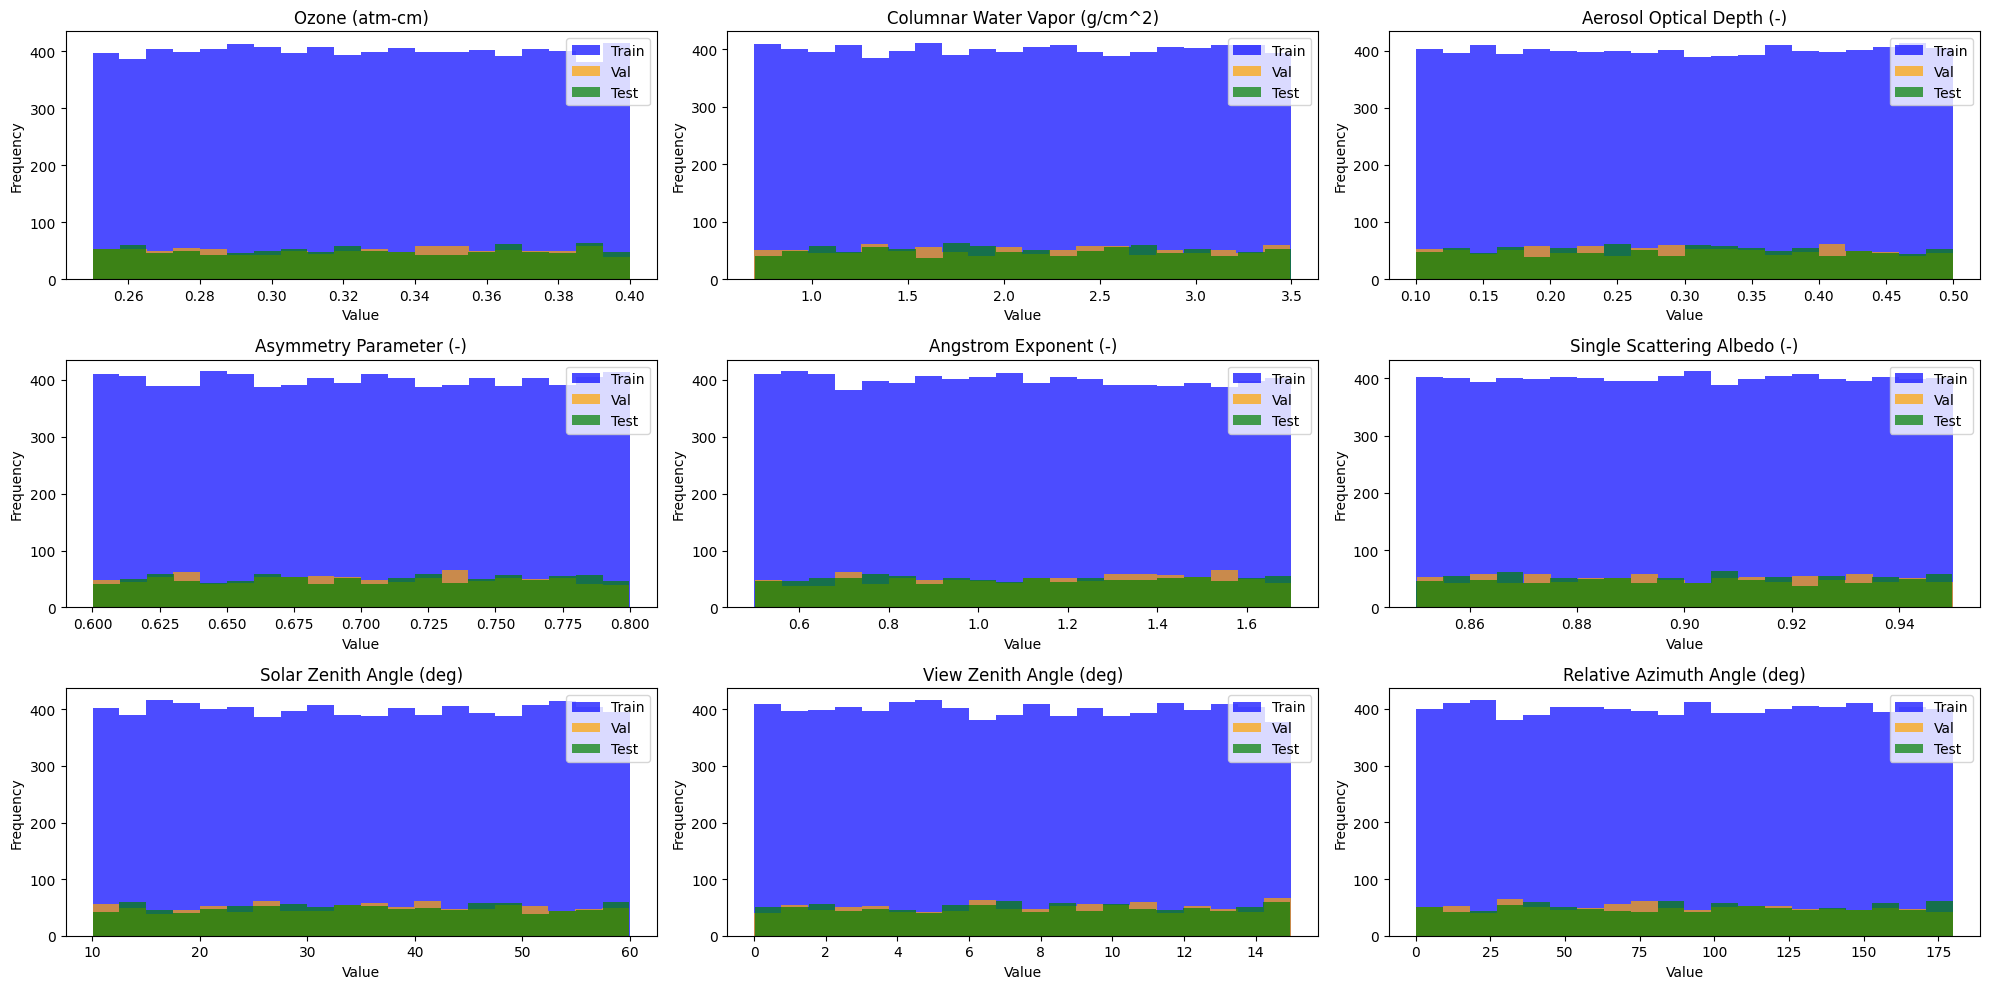 Ozone (atm-cm)
Frequency
400
300
200
100
0
Train
Val
Test
0.26 0.28 0.30 0.32 0.34 0.36 0.38 0.40
Value
Columnar Water Vapor (g/cm^2)
Frequency
400
300
200
100
0
Train
Val
Test
1.0 1.5 2.0 2.5 3.0 3.5
Value
Aerosol Optical Depth (-)
Frequency
400
300
200
100
0
Train
Val
Test
0.10 0.15 0.20 0.25 0.30 0.35 0.40 0.45 0.50
Value
Asymmetry Parameter (-)
Frequency
400
300
200
100
0
Train
Val
Test
0.600 0.625 0.650 0.675 0.700 0.725 0.750 0.775 0.800
Value
Angstrom Exponent (-)
Frequency
400
300
200
100
0
Train
Val
Test
0.6 0.8 1.0 1.2 1.4 1.6
Value
Single Scattering Albedo (-)
Frequency
400
300
200
100
0
Train
Val
Test
0.86 0.88 0.90 0.92 0.94
Value
Solar Zenith Angle (deg)
Frequency
400
300
200
100
0
Train
Val
Test
10 20 30 40 50 60
Value
View Zenith Angle (deg)
Frequency
400
300
200
100
0
Train
Val
Test
0 2 4 6 8 10 12 14
Value
Relative Azimuth Angle (deg)
Frequency
400
300
200
100
0
Train
Val
Test
0 25 50 75 100 125 150 175
Value